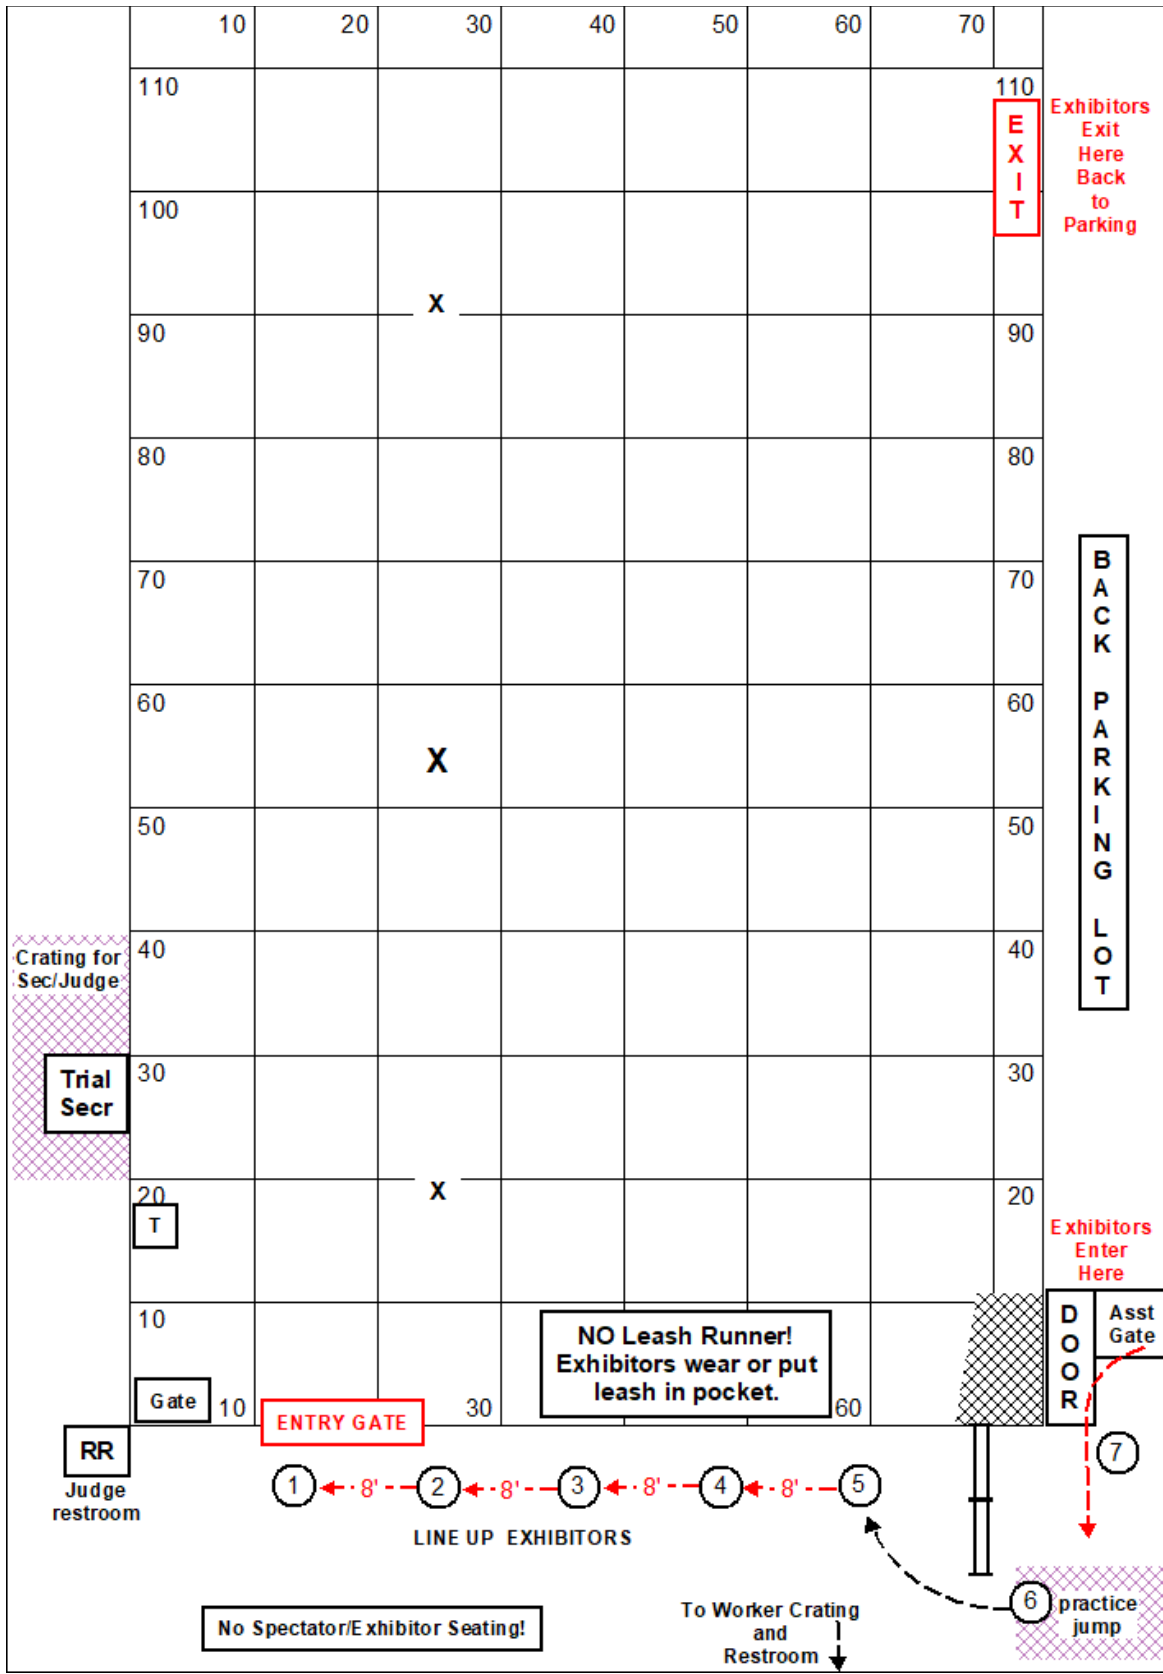 10 20 30 40 50 60 70
110 110
E
X
I
T
Exhibitors
Exit
Here
Back
to
Parking
100
X
90 90
80 80
B
A
C
K
P
A
R
K
I
N
G
L
O
T
70 70
60 60
X
50 50
40 40
Crating for
Sec/Judge
Trial
Secr
30 30
X
20 20
T
Exhibitors
Enter
Here
D
O
O
R
Asst
Gate
10
NO Leash Runner!
Exhibitors wear or put
leash in pocket.
Gate
10 30 60
ENTRY GATE
RR
Judge
restroom
7
1 8' 2 8' 3 8' 4 8' 5
LINE UP EXHIBITORS
6
practice
jump
No Spectator/Exhibitor Seating!
To Worker Crating
and
Restroom